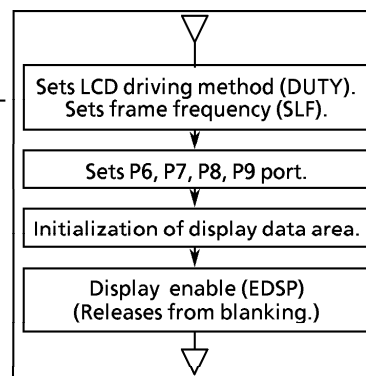 Sets LCD driving method (DUTY).
Sets frame frequency (SLF).
Sets P6, P7, P8, P9 port.
Initialization of display data area.
Display enable (EDSP)
(Releases from blanking.)